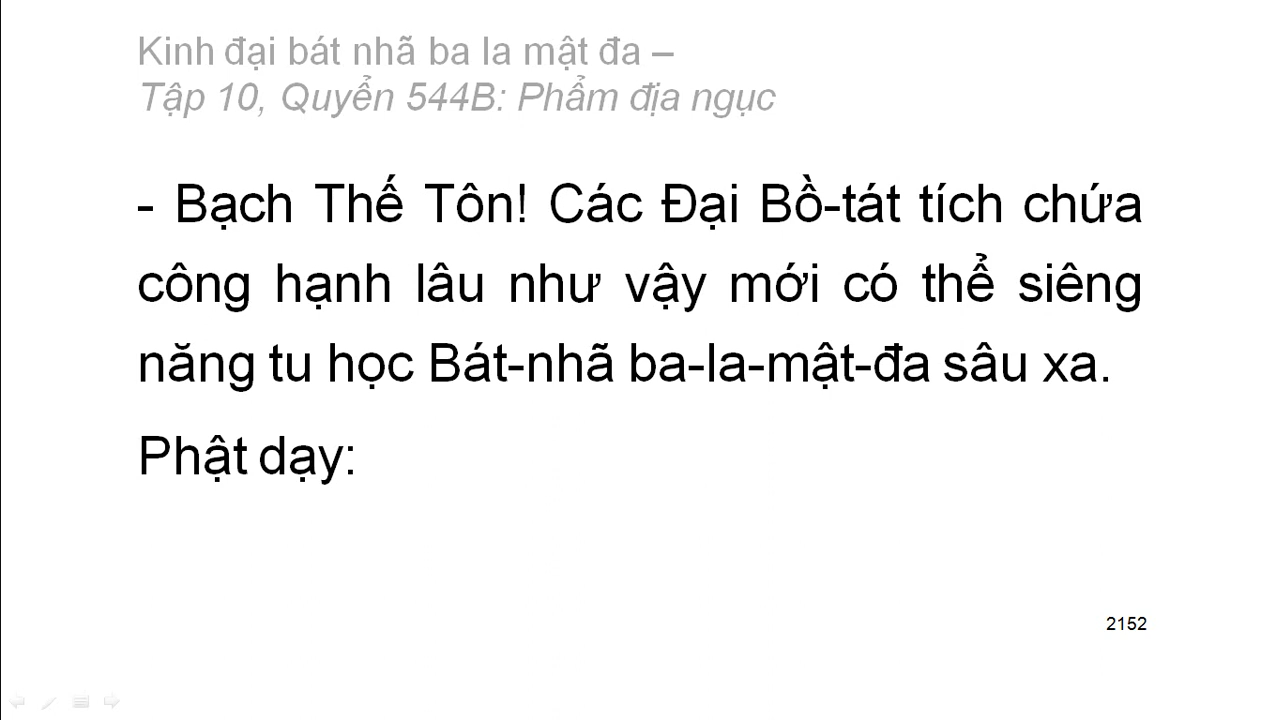 Kinh đại bát nhã ba la mật đa –
Tập 10, Quyển 544B: Phẩm địa ngục
- Bạch Thế Tôn! Các Đại Bồ-tát tích chứa
công hạnh lâu như vậy mới có thể siêng
năng tu học Bát-nhã ba-la-mật-đa sâu xa.
Phật dạy:
2152